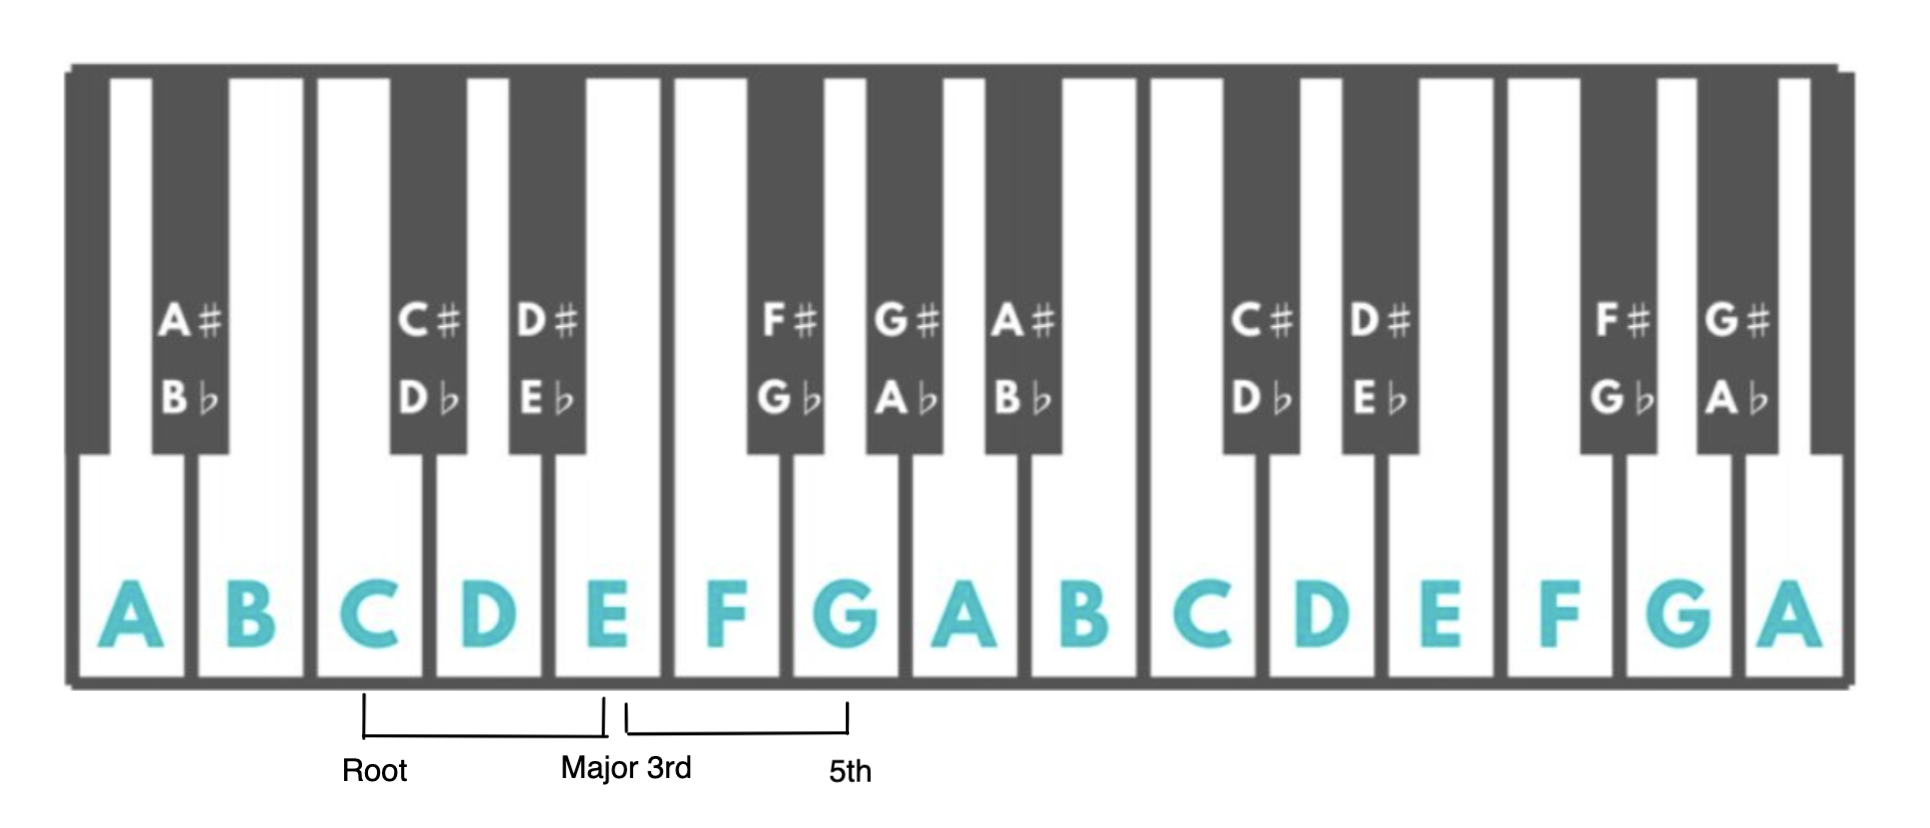 A♯ C♯ D♯ F♯ G♯ A♯ C♯ D♯ F♯ G♯
B♭ D♭ E♭ G♭ A♭ B♭ D♭ E♭ G♭ A♭
A B C D E F G A B C D E F G A
Root Major 3rd 5th